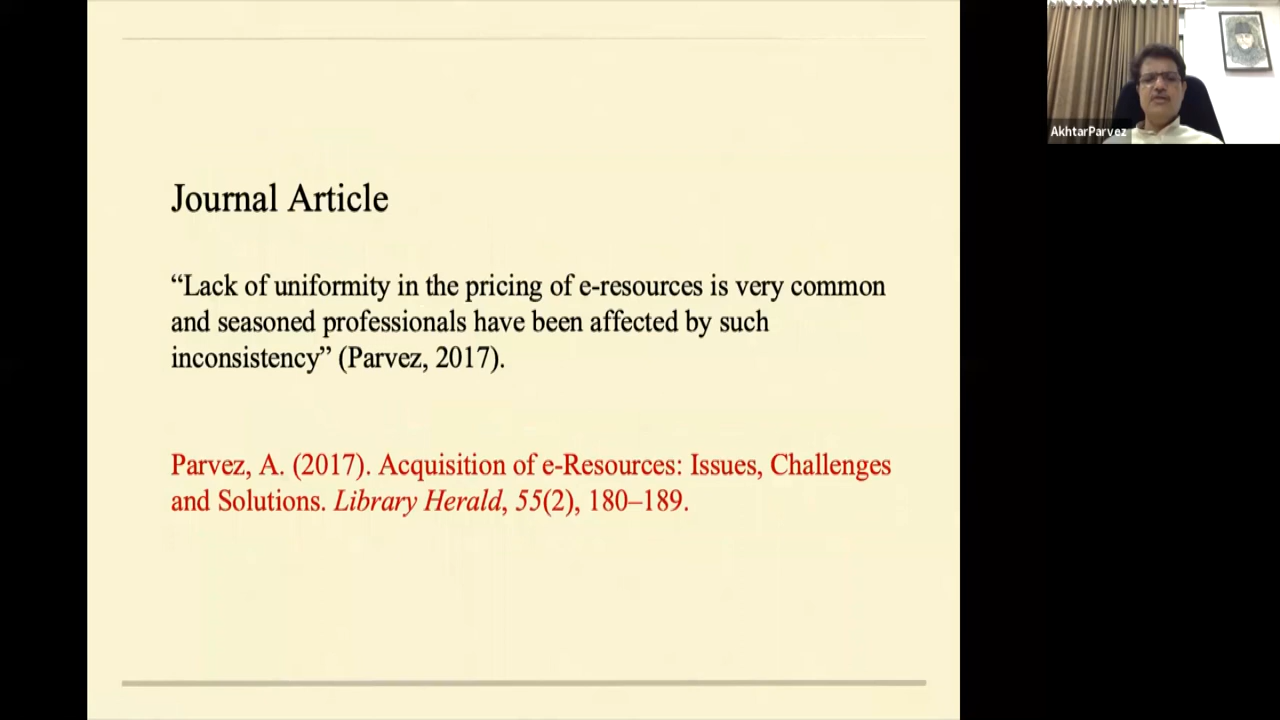 Journal Article
“Lack of uniformity in the pricing of e-resources is very common
and seasoned professionals have been affected by such
inconsistency” (Parvez, 2017).
Parvez, A. (2017). Acquisition of e-Resources: Issues, Challenges
and Solutions. Library Herald, 55(2), 180–189.
AkhtarParvez